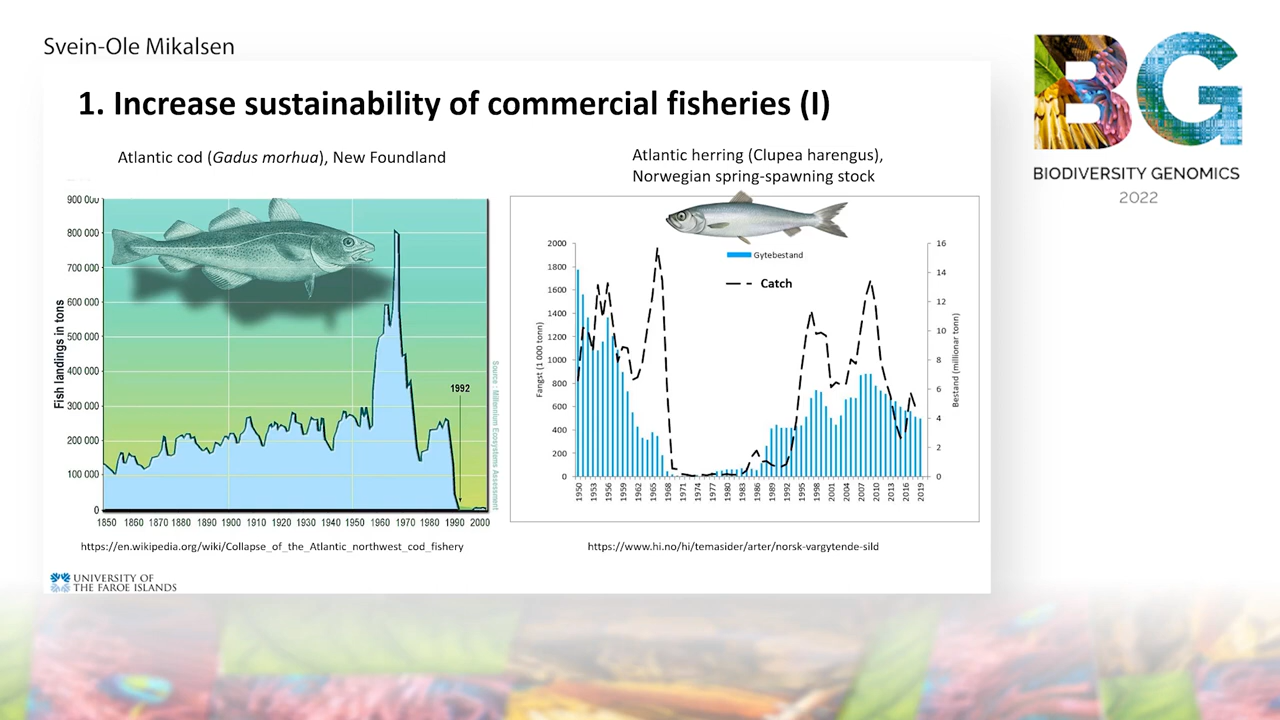 Svein-Ole Mikalsen
BG
BIODIVERSITY GENOMICS
2022
1. Increase sustainability of commercial fisheries (I)
Atlantic cod (Gadus morhua), New Foundland
900 000
800 000
700 000
600 000
500 000
400 000
300 000
200 000
100 000
0
Fish landings in tons
1992
Source : Millennium Ecosystems Assessment
1850 1860 1870 1880 1890 1900 1910 1920 1930 1940 1950 1960 1970 1980 1990 2000
https://en.wikipedia.org/wiki/Collapse_of_the_Atlantic_northwest_cod_fishery
Atlantic herring (Clupea harengus),
Norwegian spring-spawning stock
2000
1800
1600
1400
1200
1000
800
600
400
200
0
Fangst (1 000 tonn)
Gytebestand
Catch
16
14
12
10
8
6
4
2
0
Bestand (millionar tonn)
1950 1953 1956 1959 1962 1965 1968 1971 1974 1977 1980 1983 1986 1989 1992 1995 1998 2001 2004 2007 2010 2013 2016 2019
https://www.hi.no/hi/temasider/arter/norsk-vargytende-sild
UNIVERSITY OF
THE FAROE ISLANDS